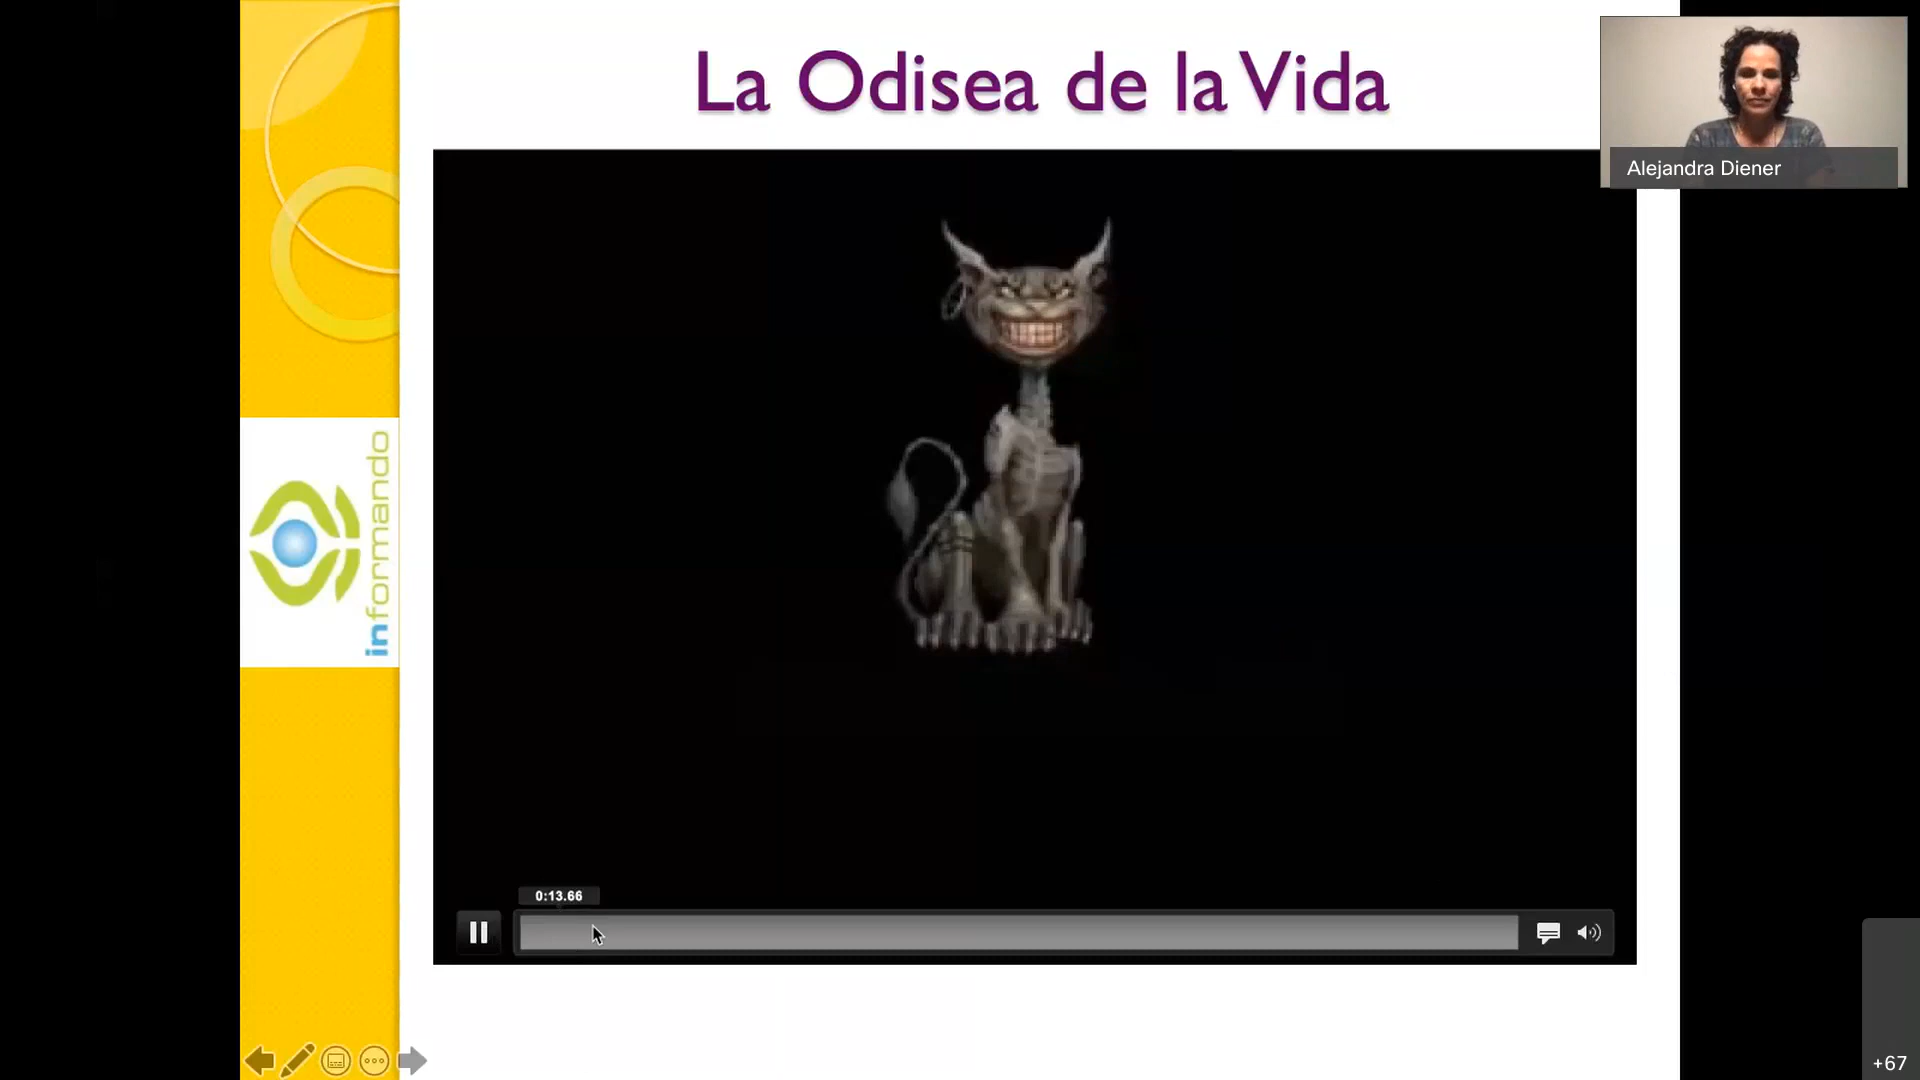 La Odisea de la Vida
Alejandra Diener
informando
0:13.66
+67